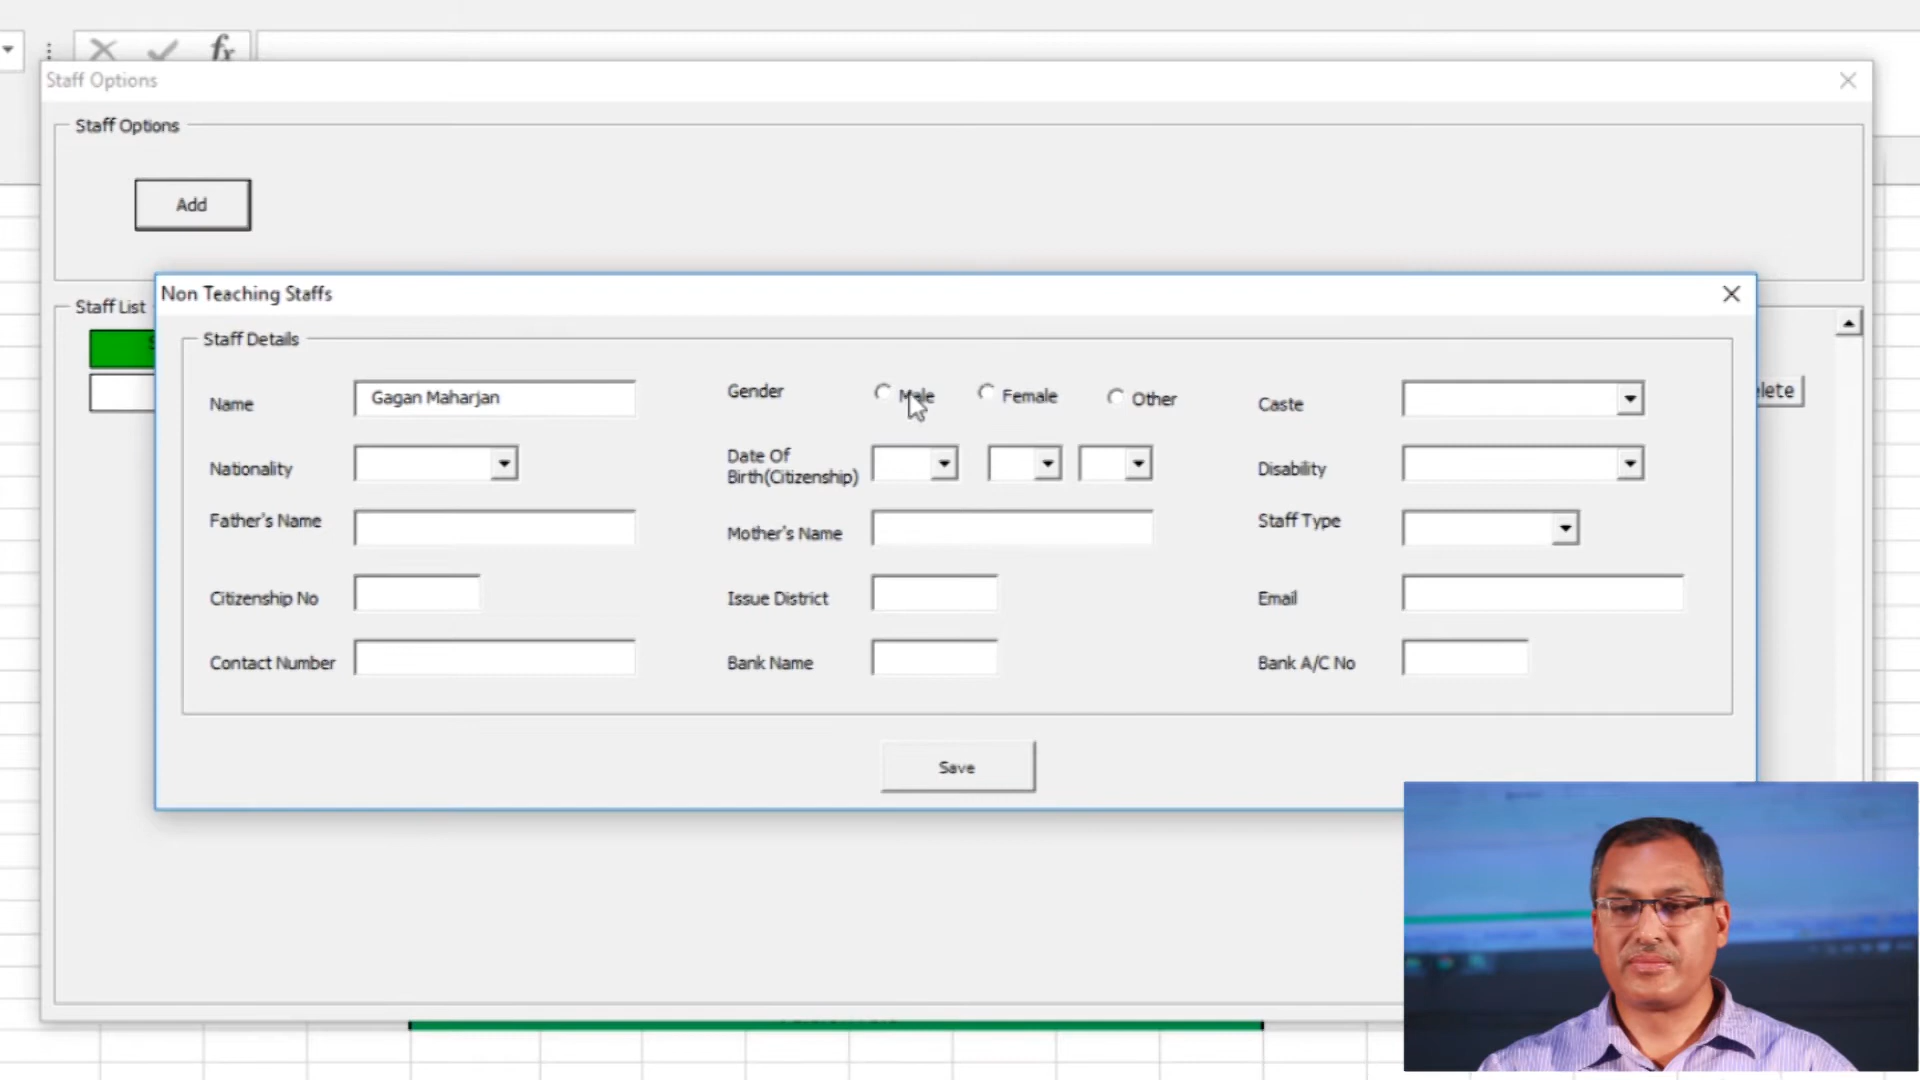 fx
Staff Options
Staff Options
Add
Staff List
Non Teaching Staffs
Staff Details
Name
Gagan Maharjan
Gender
Male
Female
Other
Caste
Nationality
Date Of
Birth(Citizenship)
Disability
Father's Name
Mother's Name
Staff Type
Citizenship No
Issue District
Email
Contact Number
Bank Name
Bank A/C No
Save